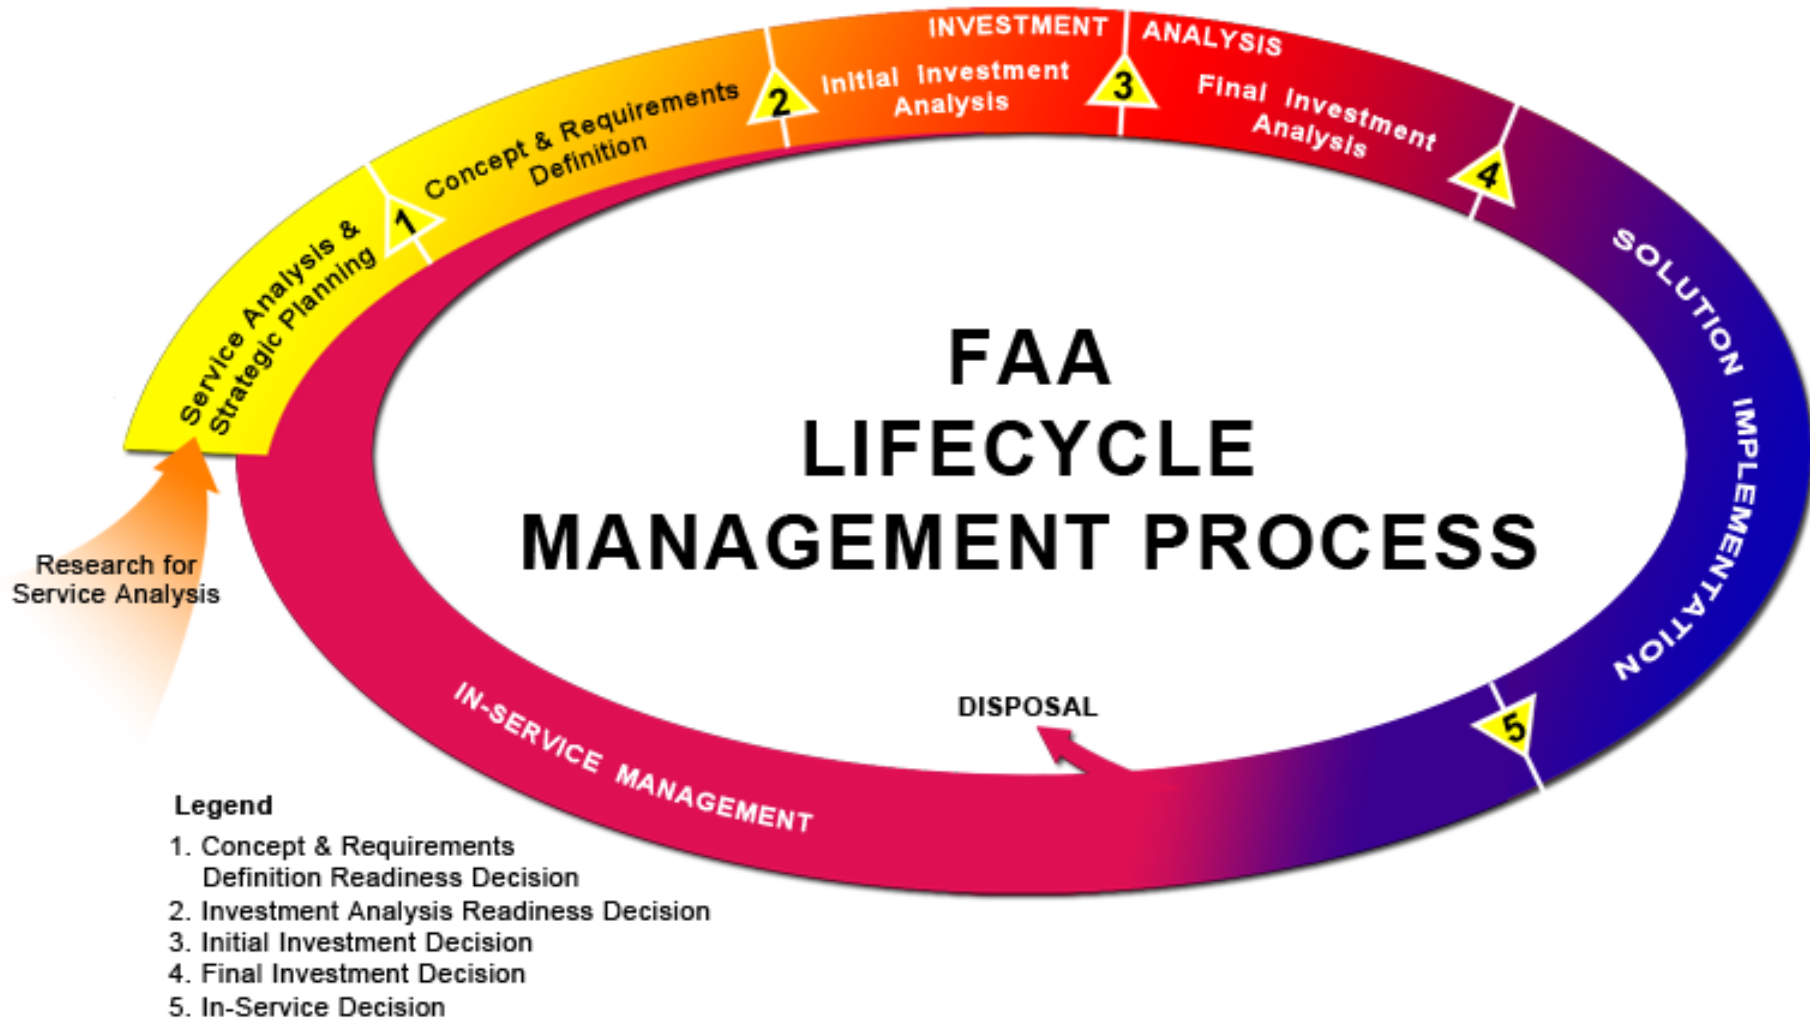 INVESTMENT ANALYSIS
Initial Investment
Analysis
Final Investment
Analysis
Concept & Requirements
Definition
Service Analysis &
Strategic Planning
2
3
4
1
5
SOLUTION IMPLEMENTATION
FAA
LIFECYCLE
MANAGEMENT PROCESS
Research for
Service Analysis
DISPOSAL
IN-SERVICE MANAGEMENT
Legend
1. Concept & Requirements
Definition Readiness Decision
2. Investment Analysis Readiness Decision
3. Initial Investment Decision
4. Final Investment Decision
5. In-Service Decision